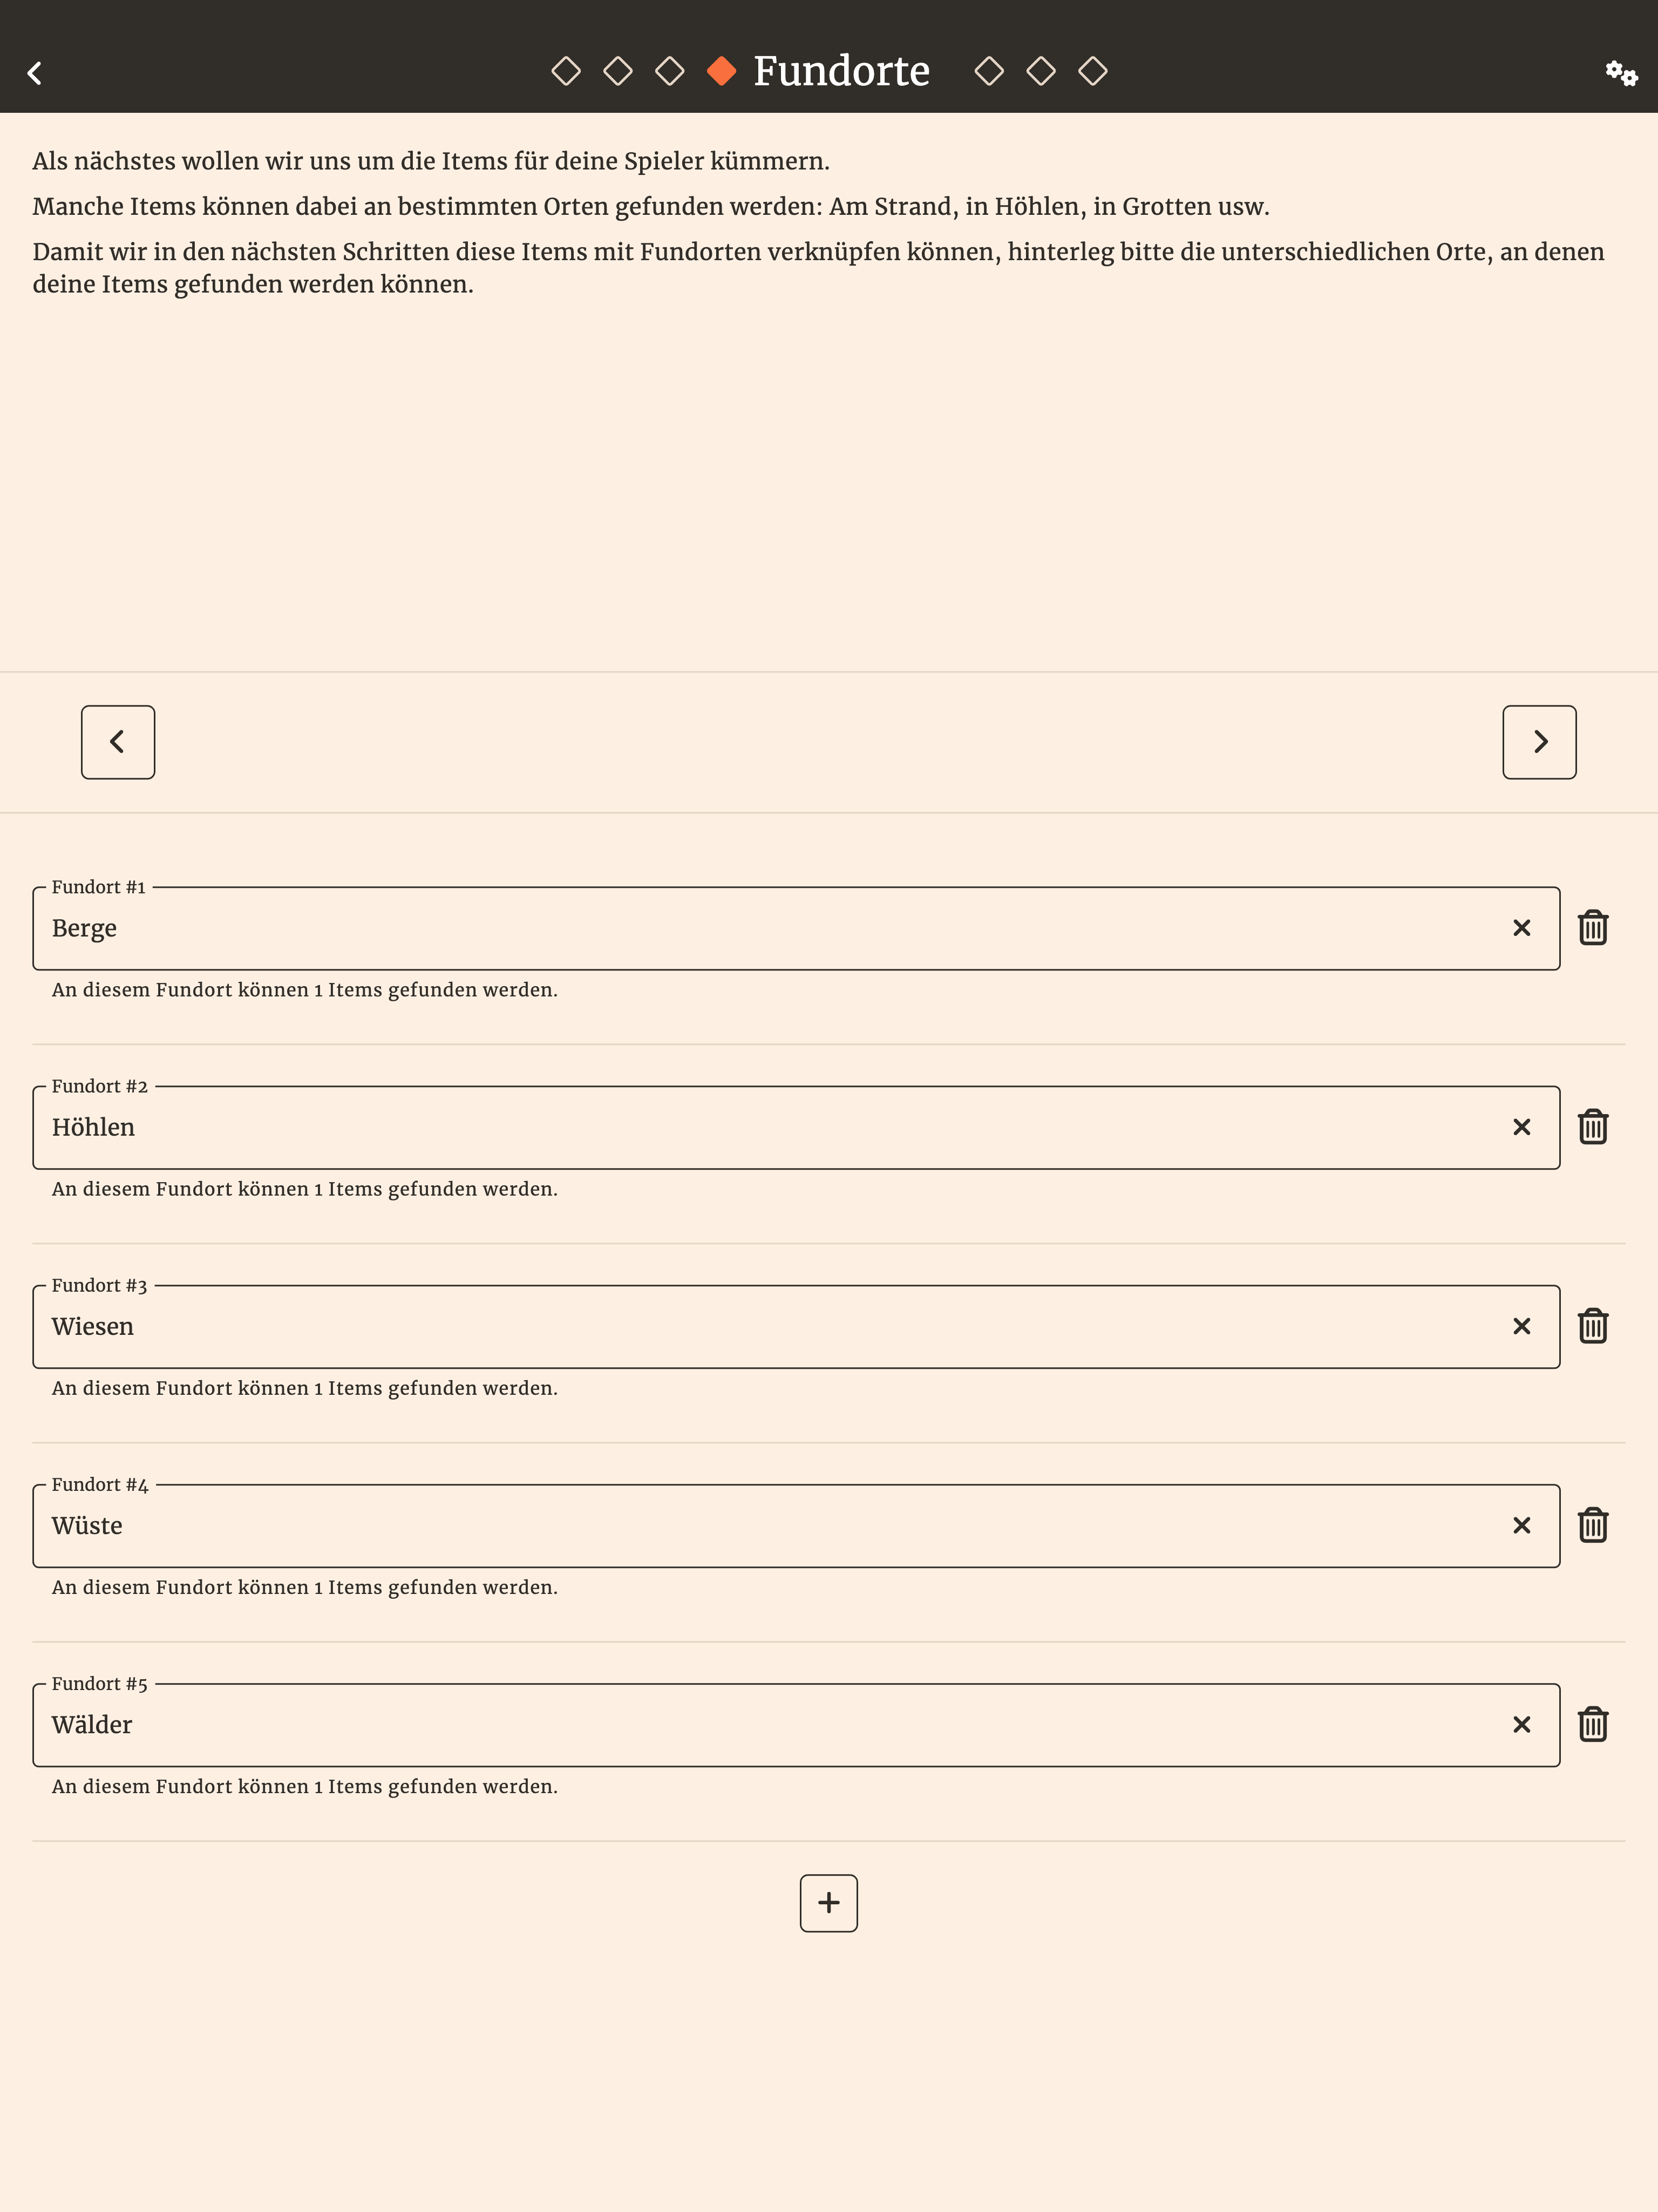 Fundorte
Als nächstes wollen wir uns um die Items für deine Spieler kümmern.
Manche Items können dabei an bestimmten Orten gefunden werden: Am Strand, in Höhlen, in Grotten usw.
Damit wir in den nächsten Schritten diese Items mit Fundorten verknüpfen können, hinterleg bitte die unterschiedlichen Orte, an denen
deine Items gefunden werden können.
Fundort #1
Berge
An diesem Fundort können 1 Items gefunden werden.
Fundort #2
Höhlen
An diesem Fundort können 1 Items gefunden werden.
Fundort #3
Wiesen
An diesem Fundort können 1 Items gefunden werden.
Fundort #4
Wüste
An diesem Fundort können 1 Items gefunden werden.
Fundort #5
Wälder
An diesem Fundort können 1 Items gefunden werden.